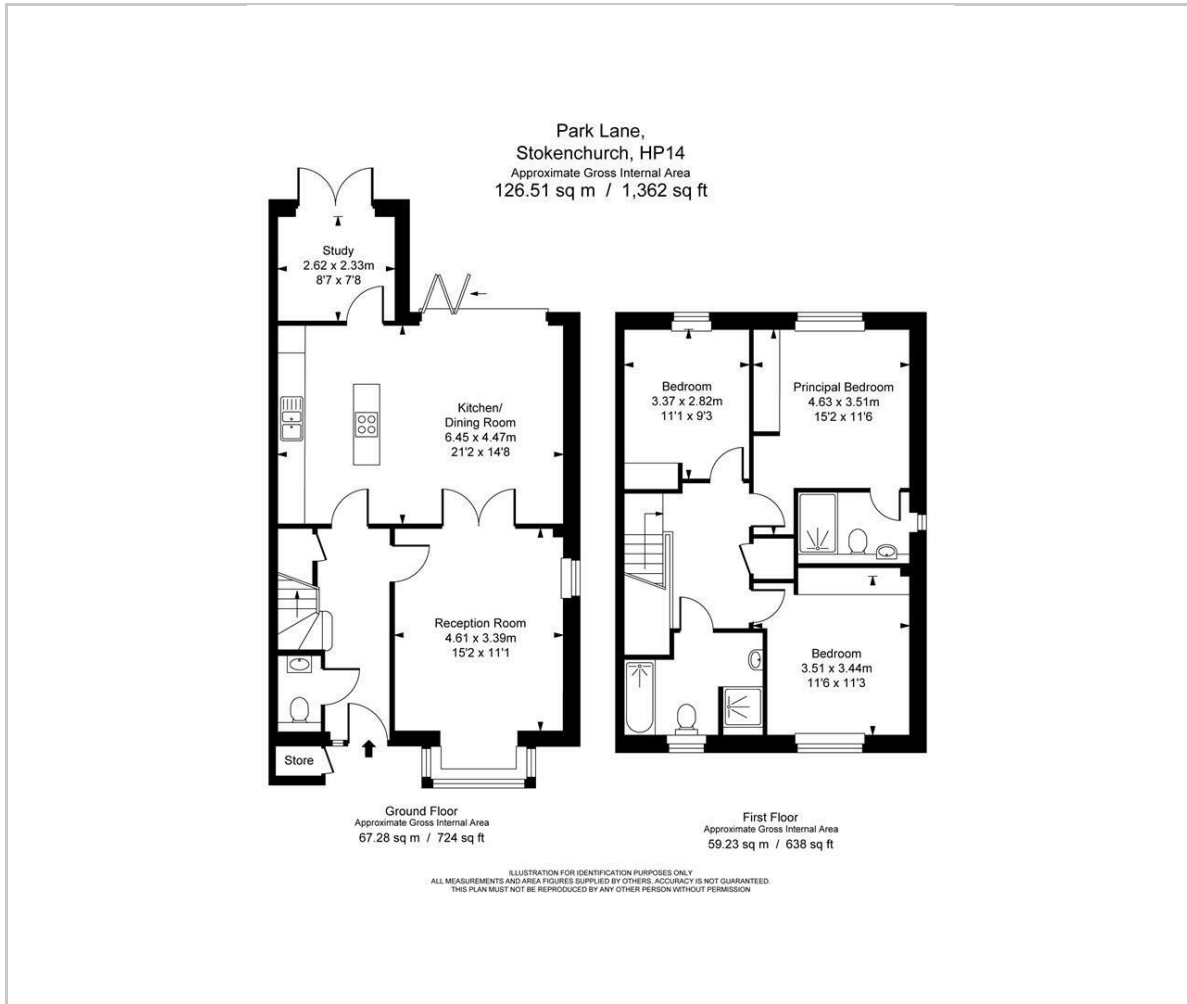 Park Lane,
Stokenchurch, HP14
Approximate Gross Internal Area
126.51 sq m / 1,362 sq ft
Study
2.62 x 2.33m
8'7 x 7'8
Kitchen/
Dining Room
6.45 x 4.47m
21'2 x 14'8
Reception Room
4.61 x 3.39m
15'2 x 11'1
Store
Ground Floor
Approximate Gross Internal Area
67.28 sq m / 724 sq ft
Bedroom
3.37 x 2.82m
11'1 x 9'3
Principal Bedroom
4.63 x 3.51m
15'2 x 11'6
Bedroom
3.51 x 3.44m
11'6 x 11'3
First Floor
Approximate Gross Internal Area
59.23 sq m / 638 sq ft
ILLUSTRATION FOR IDENTIFICATION PURPOSES ONLY
ALL MEASUREMENTS AND AREA FIGURES SUPPLIED BY OTHERS, ACCURACY IS NOT GUARANTEED.
THIS PLAN MUST NOT BE REPRODUCED BY ANY OTHER PERSON WITHOUT PERMISSION